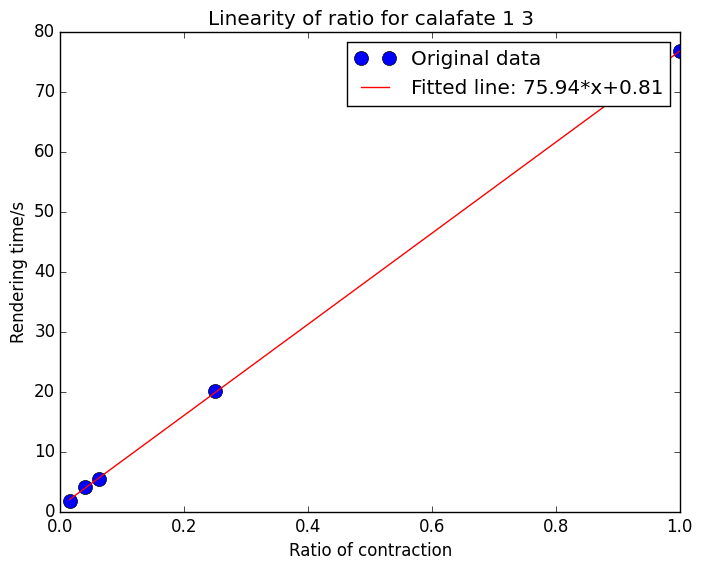 Linearity of ratio for calafate 1 3
Original data
Fitted line: 75.94*x+0.81
80
70
60
50
40
30
20
10
0
Rendering time/s
0.0 0.2 0.4 0.6 0.8 1.0
Ratio of contraction